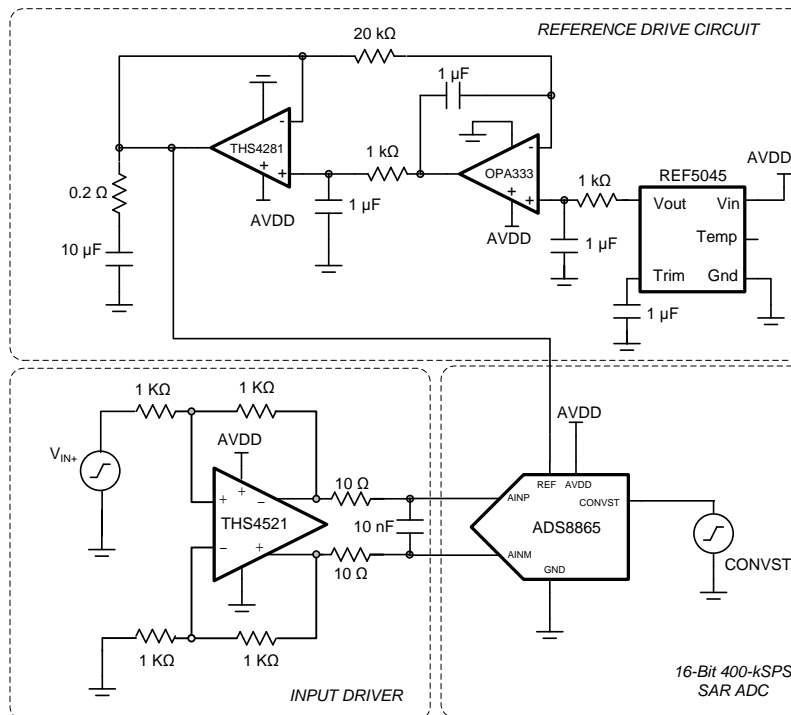 REFERENCE DRIVE CIRCUIT
20 kΩ
1 µF
-
THS4281
+
+
AVDD
1 kΩ
1 µF
-
OPA333
+
+
AVDD
1 kΩ
1 µF
REF5045
AVDD
Vout
Vin
Temp
Trim
Gnd
1 µF
0.2 Ω
10 µF
1 KΩ
1 KΩ
AVDD
VIN+
+
+
−
THS4521
−
+
10 Ω
10 nF
10 Ω
1 KΩ
1 KΩ
INPUT DRIVER
AVDD
REF
AVDD
AINP
CONVST
ADS8865
AINM
GND
CONVST
16-Bit 400-kSPS
SAR ADC